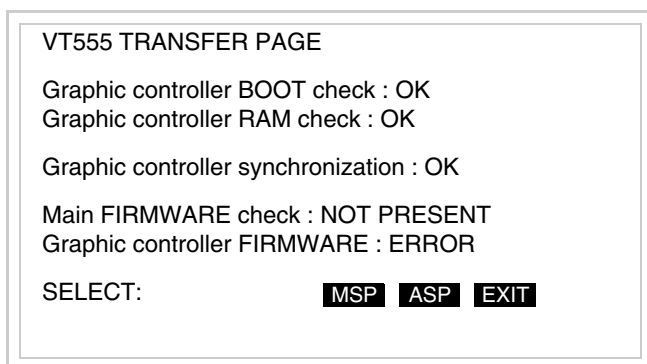 VT555 TRANSFER PAGE
Graphic controller BOOT check : OK
Graphic controller RAM check : OK
Graphic controller synchronization : OK
Main FIRMWARE check : NOT PRESENT
Graphic controller FIRMWARE : ERROR
SELECT: MSP ASP EXIT